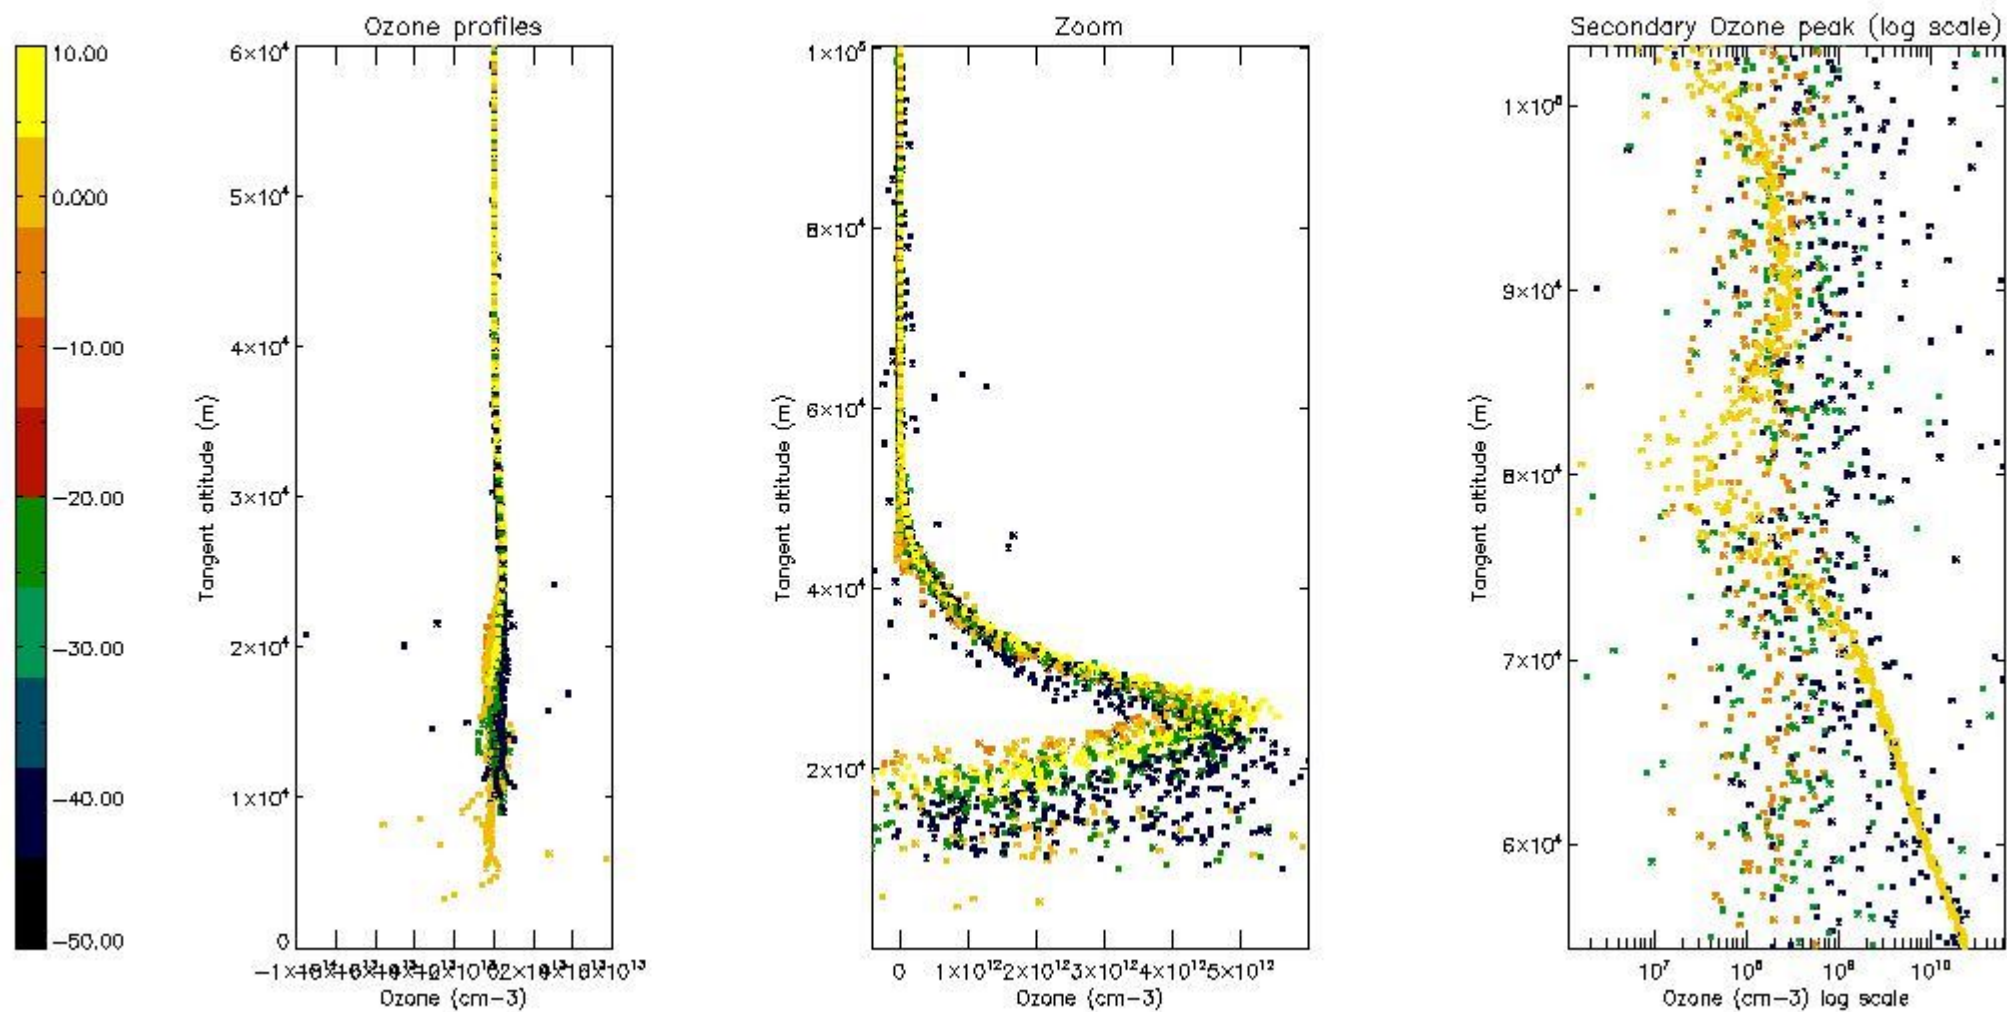 Ozone profiles
Zoom
Secondary Ozone peak (log scale)
10.00
0.000
−10.00
−20.00
−30.00
−40.00
−50.00
6×10⁴
5×10⁴
4×10⁴
3×10⁴
2×10⁴
1×10⁴
0
Tangent altitude (m)
Ozone (cm−3)
1×10⁵
8×10⁴
6×10⁴
4×10⁴
2×10⁴
Tangent altitude (m)
0 1×10¹² 2×10¹² 3×10¹² 4×10¹² 5×10¹²
Ozone (cm−3)
1×10⁵
9×10⁴
8×10⁴
7×10⁴
6×10⁴
Tangent altitude (m)
10⁷ 10⁸ 10⁹ 10¹⁰
Ozone (cm−3) log scale